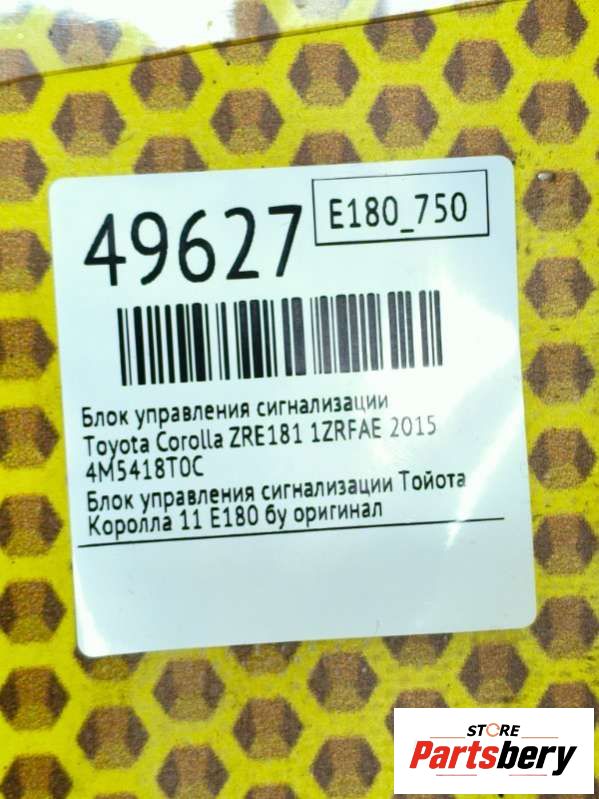 49627
E180_750
Блок управления сигнализации
Toyota Corolla ZRE181 1ZRFAE 2015
4M5418T0C
Блок управления сигнализации Тойота
Королла 11 E180 бу оригинал
STORE
Partsbery